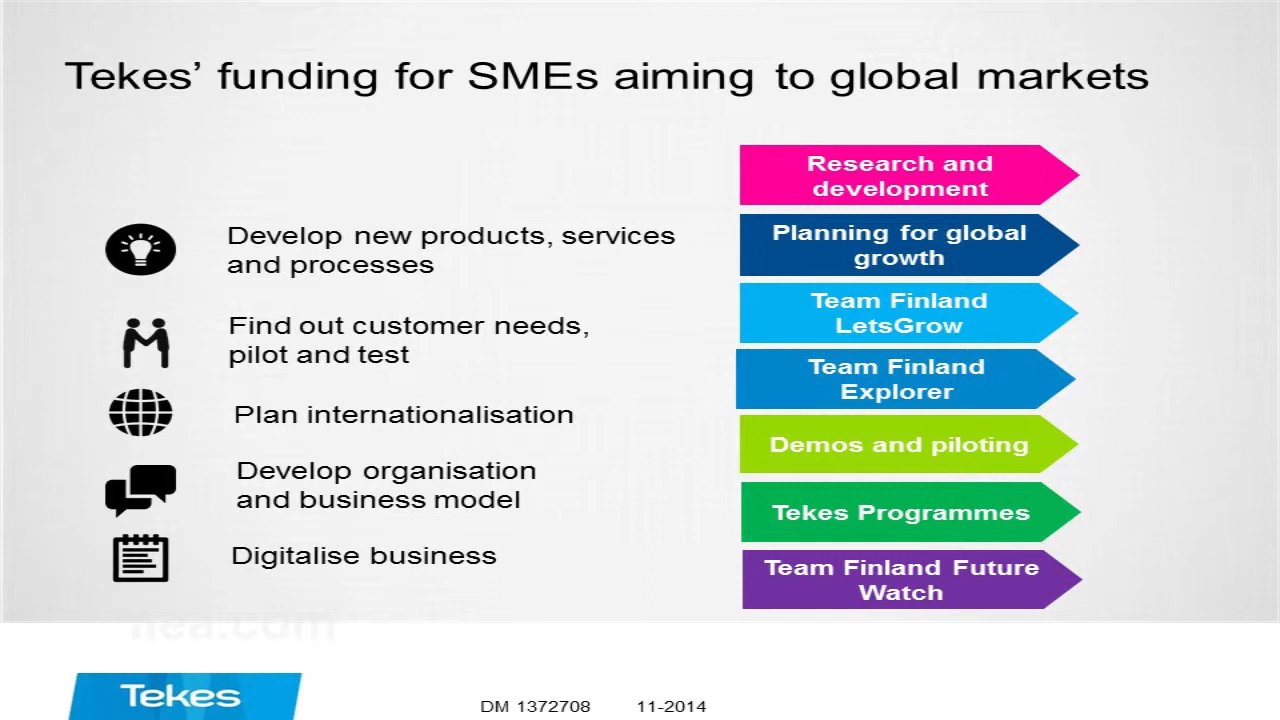 Tekes’ funding for SMEs aiming to global markets
Develop new products, services
and processes
Find out customer needs,
pilot and test
Plan internationalisation
Develop organisation
and business model
Digitalise business
Research and
development
Planning for global
growth
Team Finland
LetsGrow
Team Finland
Explorer
Demos and piloting
Tekes Programmes
Team Finland Future
Watch
Tekes
DM 1372708 11-2014